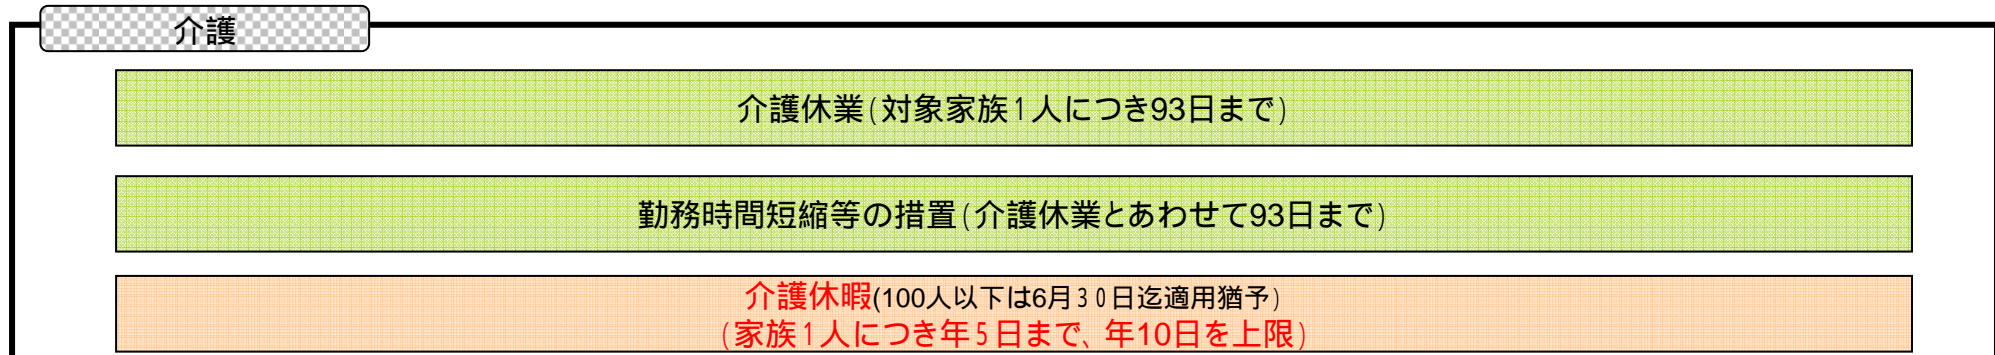 介護
介護休業(対象家族1人につき93日まで)
勤務時間短縮等の措置(介護休業とあわせて93日まで)
介護休暇(100人以下は6月30日迄適用猶予)
(家族1人につき年5日まで、年10日を上限)